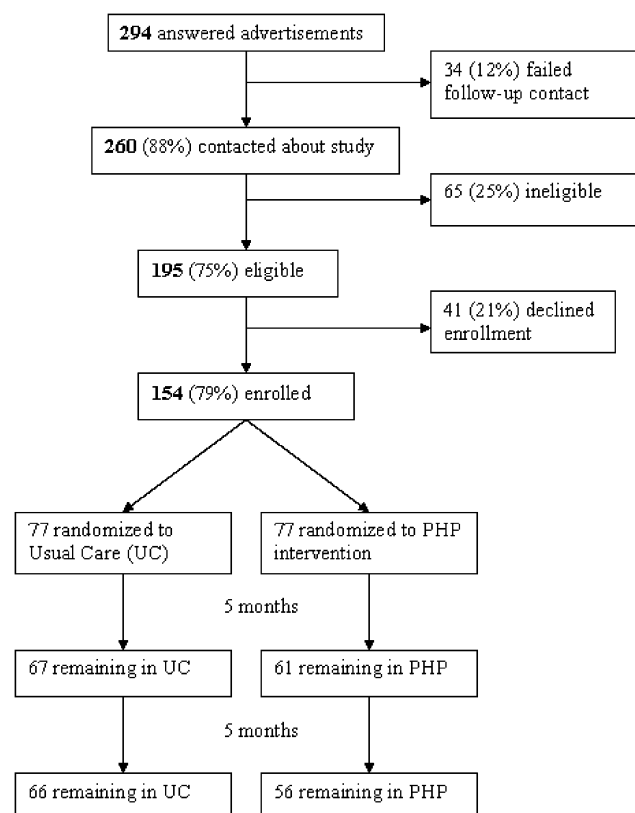 294 answered advertisements
34 (12%) failed
follow-up contact
260 (88%) contacted about study
65 (25%) ineligible
195 (75%) eligible
41 (21%) declined
enrollment
154 (79%) enrolled
77 randomized to
Usual Care (UC)
77 randomized to PHP
intervention
5 months
67 remaining in UC
61 remaining in PHP
5 months
66 remaining in UC
56 remaining in PHP